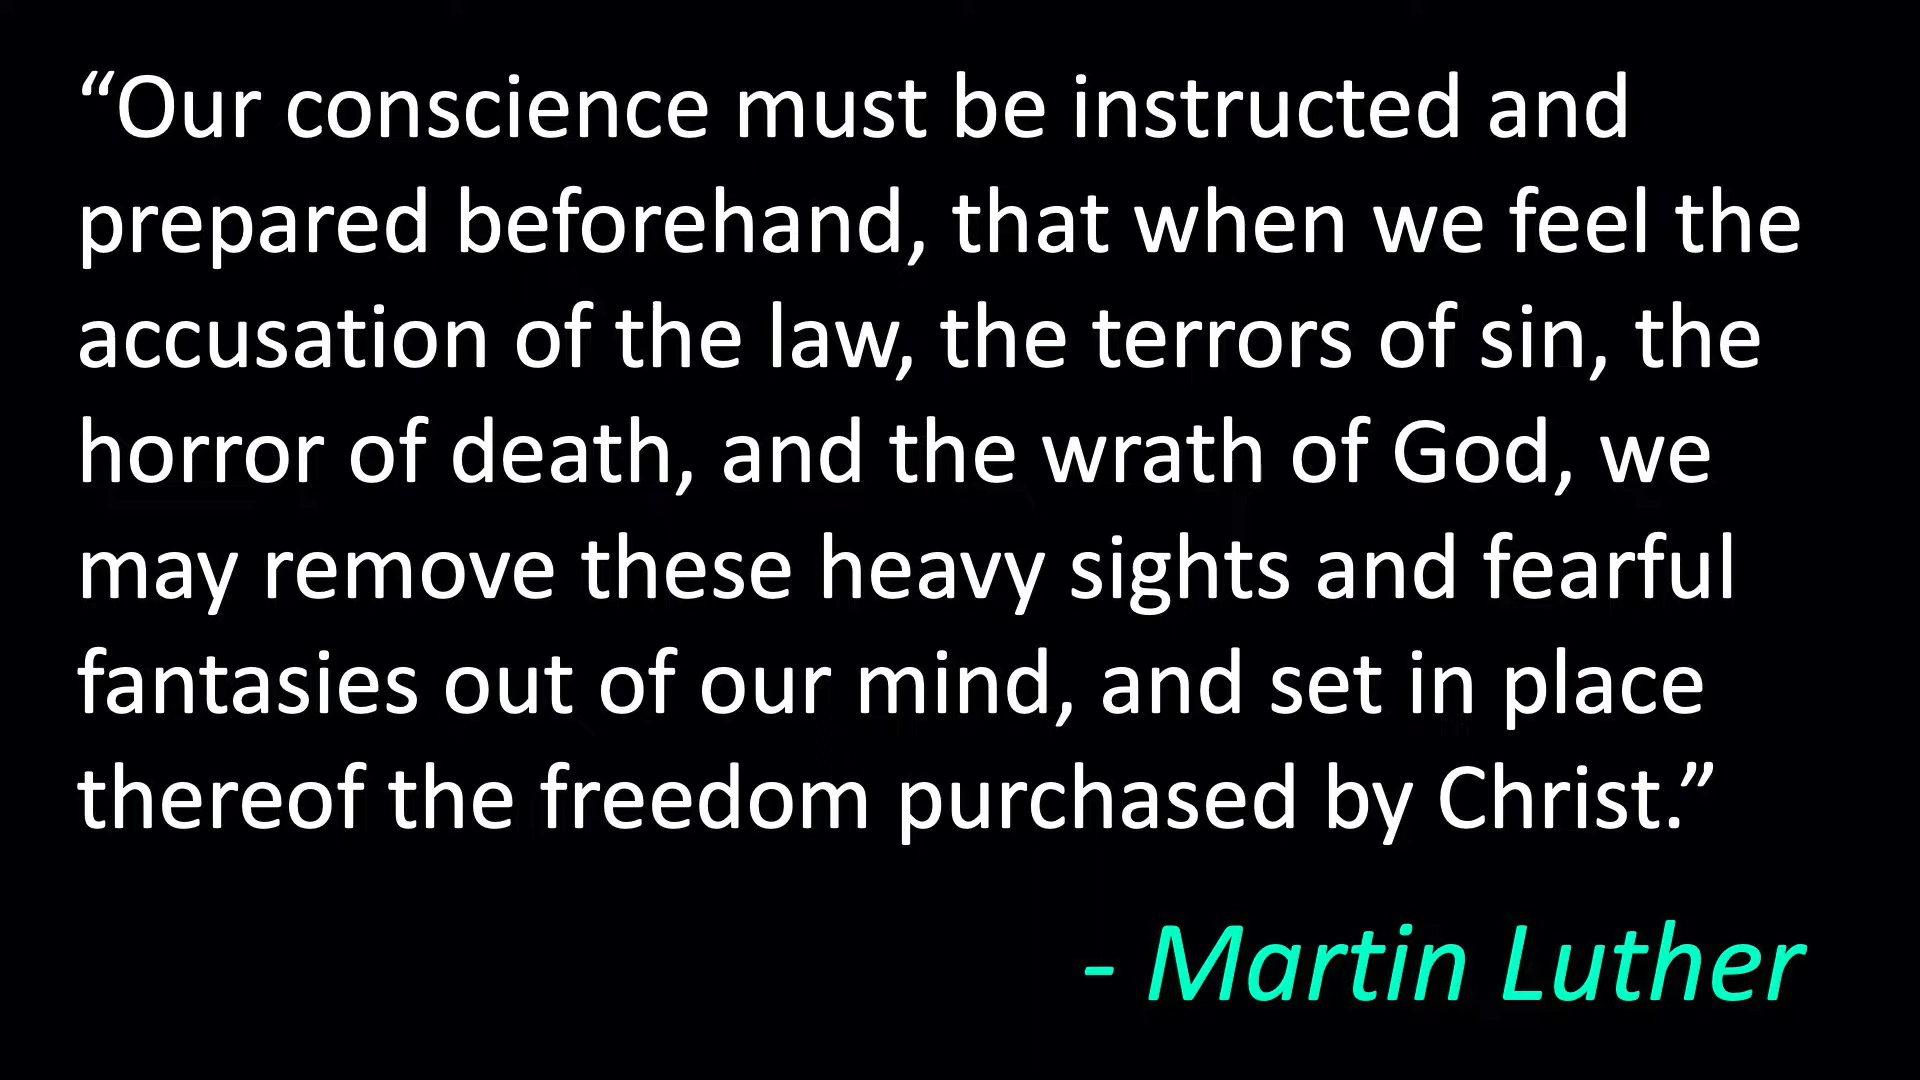 “Our conscience must be instructed and
prepared beforehand, that when we feel the
accusation of the law, the terrors of sin, the
horror of death, and the wrath of God, we
may remove these heavy sights and fearful
fantasies out of our mind, and set in place
thereof the freedom purchased by Christ.”
- Martin Luther